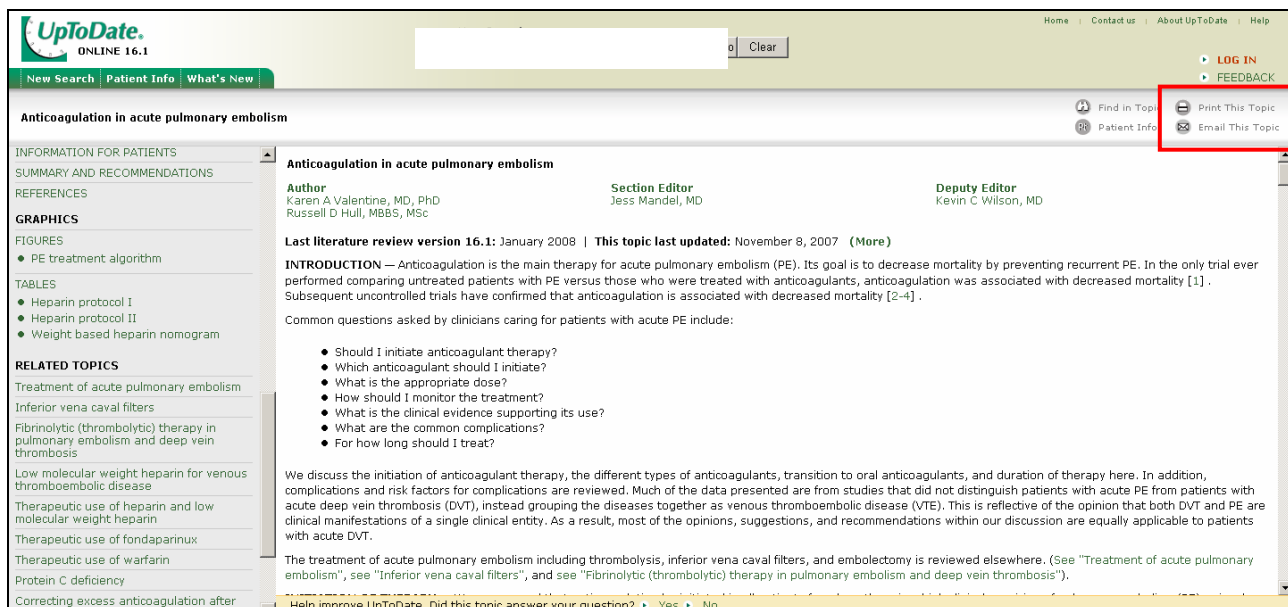 UpToDate.
ONLINE 16.1
Clear
Home | Contact us | About UpToDate | Help
LOG IN
FEEDBACK
New Search Patient Info What's New
Anticoagulation in acute pulmonary embolism
Find in Topi
Print This Topic
Patient Info
Email This Topic
INFORMATION FOR PATIENTS
SUMMARY AND RECOMMENDATIONS
REFERENCES
GRAPHICS
FIGURES
● PE treatment algorithm
TABLES
● Heparin protocol I
● Heparin protocol II
● Weight based heparin nomogram
RELATED TOPICS
Treatment of acute pulmonary embolism
Inferior vena caval filters
Fibrinolytic (thrombolytic) therapy in
pulmonary embolism and deep vein
thrombosis
Low molecular weight heparin for venous
thromboembolic disease
Therapeutic use of heparin and low
molecular weight heparin
Therapeutic use of fondaparinux
Therapeutic use of warfarin
Protein C deficiency
Correcting excess anticoagulation after
Anticoagulation in acute pulmonary embolism
Author
Karen A Valentine, MD, PhD
Russell D Hull, MBBS, MSc
Section Editor
Jess Mandel, MD
Deputy Editor
Kevin C Wilson, MD
Last literature review version 16.1: January 2008 | This topic last updated: November 8, 2007 (More)
INTRODUCTION — Anticoagulation is the main therapy for acute pulmonary embolism (PE). Its goal is to decrease mortality by preventing recurrent PE. In the only trial ever
performed comparing untreated patients with PE versus those who were treated with anticoagulants, anticoagulation was associated with decreased mortality [1] .
Subsequent uncontrolled trials have confirmed that anticoagulation is associated with decreased mortality [2-4] .
Common questions asked by clinicians caring for patients with acute PE include:
● Should I initiate anticoagulant therapy?
● Which anticoagulant should I initiate?
● What is the appropriate dose?
● How should I monitor the treatment?
● What is the clinical evidence supporting its use?
● What are the common complications?
● For how long should I treat?
We discuss the initiation of anticoagulant therapy, the different types of anticoagulants, transition to oral anticoagulants, and duration of therapy here. In addition,
complications and risk factors for complications are reviewed. Much of the data presented are from studies that did not distinguish patients with acute PE from patients with
acute deep vein thrombosis (DVT), instead grouping the diseases together as venous thromboembolic disease (VTE). This is reflective of the opinion that both DVT and PE are
clinical manifestations of a single clinical entity. As a result, most of the opinions, suggestions, and recommendations within our discussion are equally applicable to patients
with acute DVT.
The treatment of acute pulmonary embolism including thrombolysis, inferior vena caval filters, and embolectomy is reviewed elsewhere. (See "Treatment of acute pulmonary
embolism", see "Inferior vena caval filters", and see "Fibrinolytic (thrombolytic) therapy in pulmonary embolism and deep vein thrombosis").
Help improve UpToDate. Did this topic answer your question? Yes No